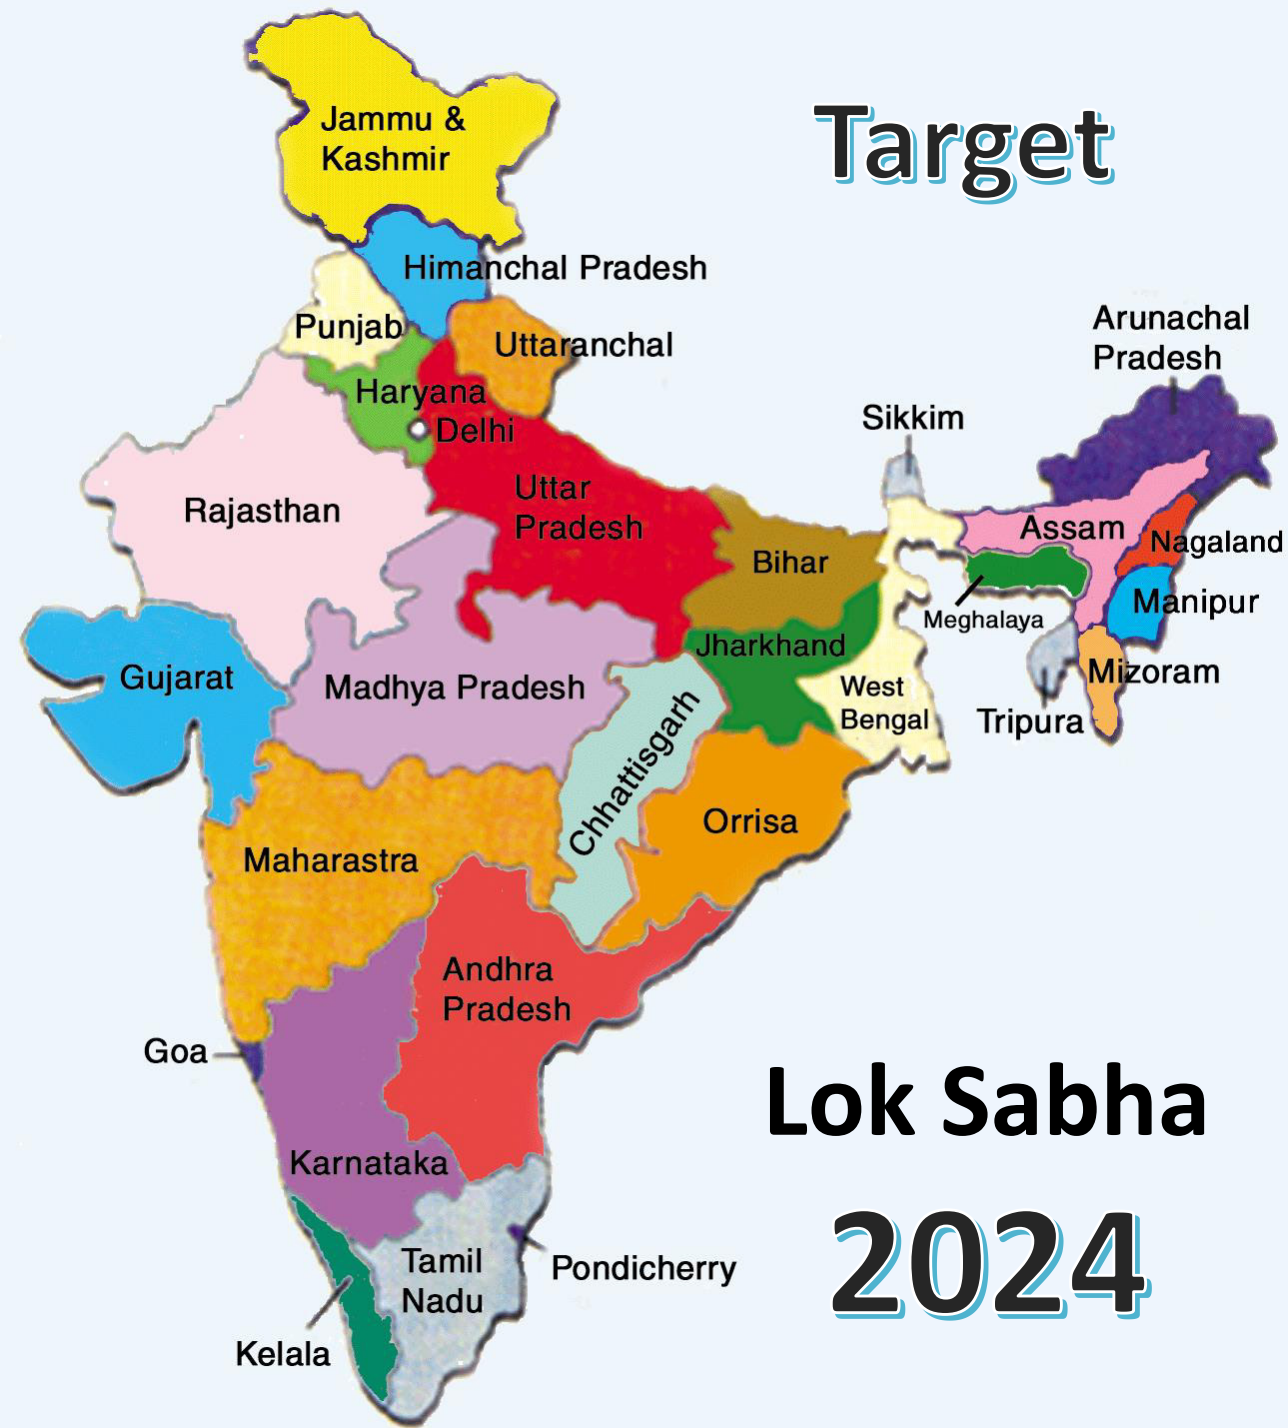 Jammu &
Kashmir
Target
Himanchal Pradesh
Punjab
Uttaranchal
Arunachal
Pradesh
Haryana
Delhi
Sikkim
Rajasthan
Uttar
Pradesh
Assam
Nagaland
Bihar
Manipur
Meghalaya
Jharkhand
Gujarat
Madhya Pradesh
West
Bengal
Mizoram
Tripura
Chhattisgarh
Orrisa
Maharastra
Andhra
Pradesh
Goa
Lok Sabha
Karnataka
2024
Tamil
Nadu
Pondicherry
Kelala